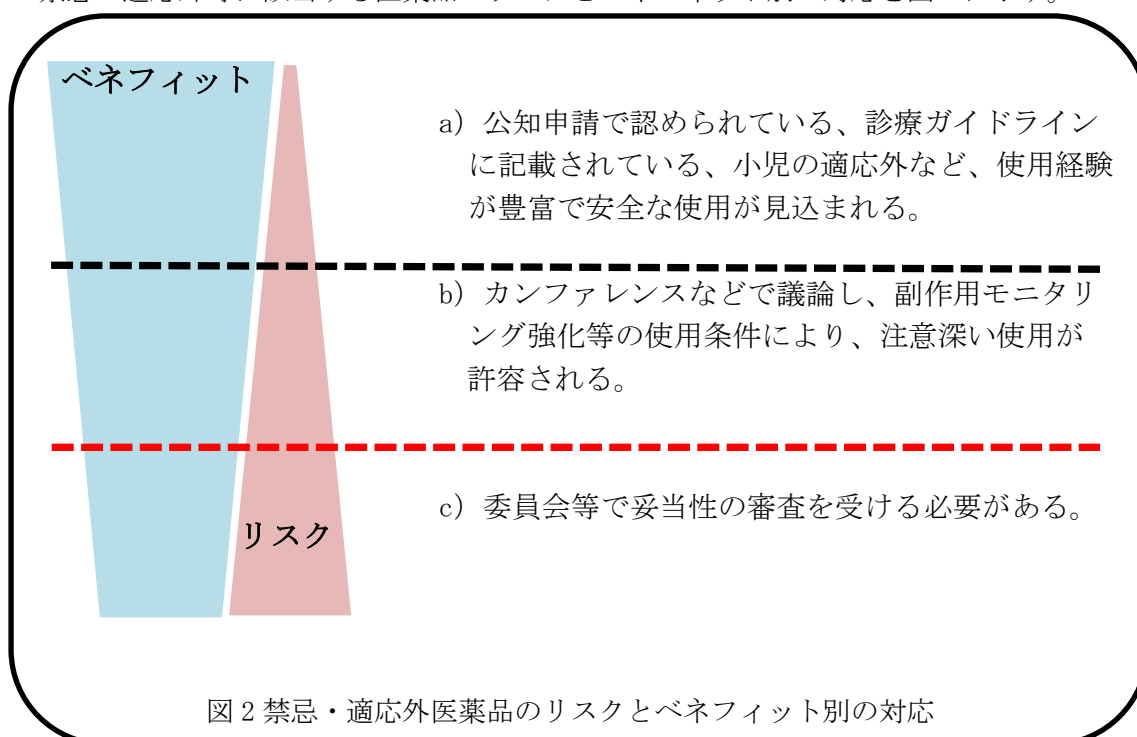 ベネフィット
a) 公知申請で認められている、診療ガイドライン
に記載されている、小児の適応外など、使用経験
が豊富で安全な使用が見込まれる。
b) カンファレンスなどで議論し、副作用モニタリ
ング強化等の使用条件により、注意深い使用が
許容される。
c) 委員会等で妥当性の審査を受ける必要がある。
リスク
図 2 禁忌・適応外医薬品のリスクとベネフィット別の対応